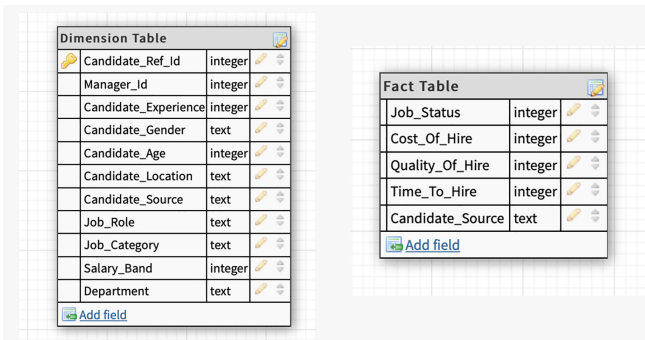 Dimension Table
Candidate_Ref_Id integer
Manager_Id integer
Candidate_Experience integer
Candidate_Gender text
Candidate_Age integer
Candidate_Location text
Candidate_Source text
Job_Role text
Job_Category text
Salary_Band integer
Department text
Add field
Fact Table
Job_Status integer
Cost_Of_Hire integer
Quality_Of_Hire integer
Time_To_Hire integer
Candidate_Source text
Add field